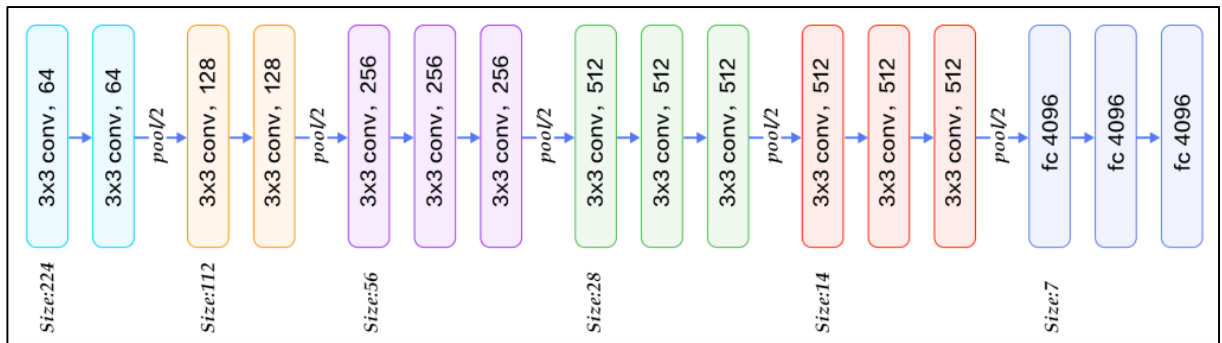 3x3 conv, 64
3x3 conv, 64
pool/2
3x3 conv, 128
3x3 conv, 128
pool/2
3x3 conv, 256
3x3 conv, 256
3x3 conv, 256
pool/2
3x3 conv, 512
3x3 conv, 512
3x3 conv, 512
pool/2
3x3 conv, 512
3x3 conv, 512
3x3 conv, 512
pool/2
fc 4096
fc 4096
fc 4096
Size:224
Size:112
Size:56
Size:28
Size:14
Size:7